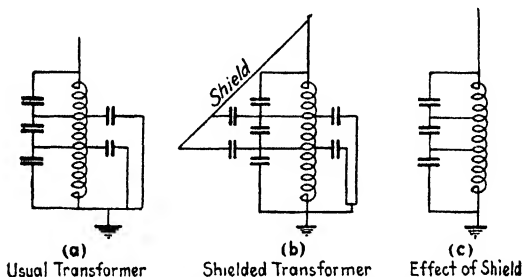 Shield
(a)
Usual Transformer
(b)
Shielded Transformer
(c)
Effect of Shield